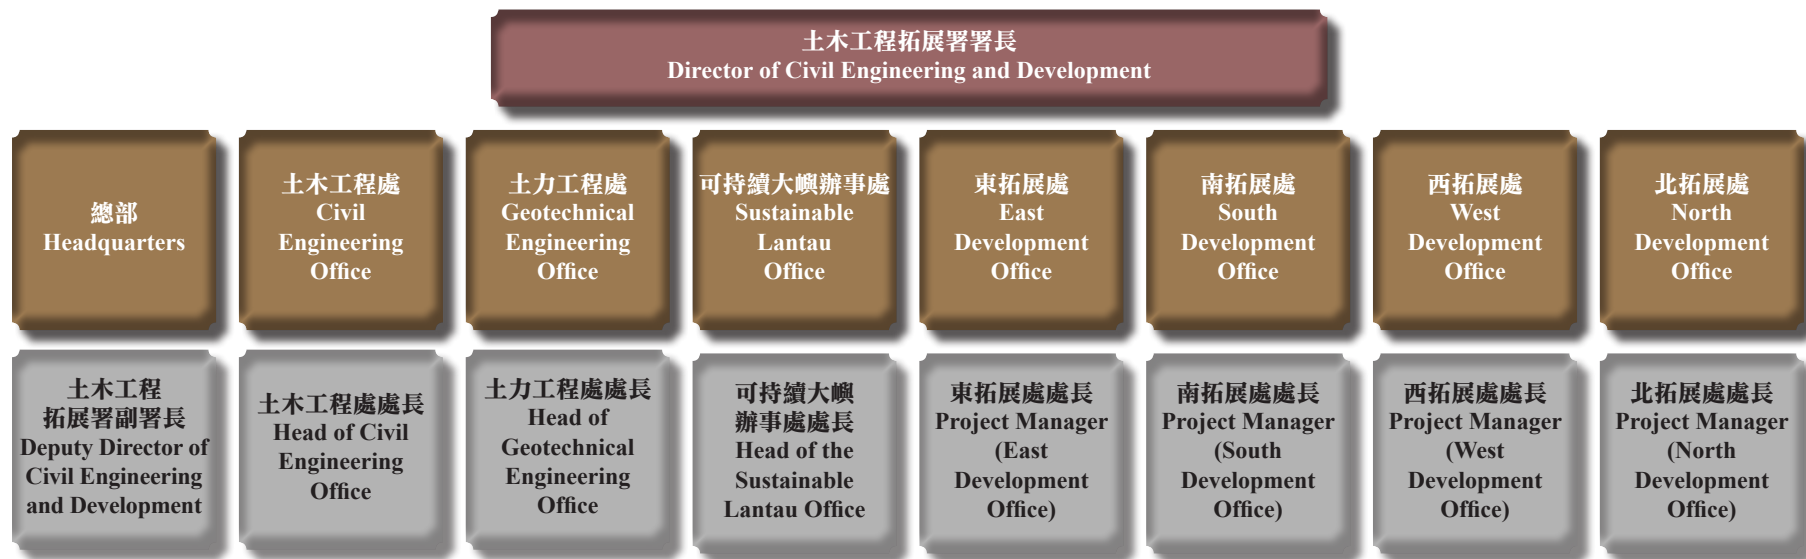 土木工程拓展署署長
Director of Civil Engineering and Development
總部
Headquarters
土木工程處
Civil
Engineering
Office
土力工程處
Geotechnical
Engineering
Office
可持續大嶼辦事處
Sustainable
Lantau
Office
東拓展處
East
Development
Office
南拓展處
South
Development
Office
西拓展處
West
Development
Office
北拓展處
North
Development
Office
土木工程
拓展署副署長
Deputy Director of
Civil Engineering
and Development
土木工程處處長
Head of Civil
Engineering
Office
土力工程處處長
Head of
Geotechnical
Engineering
Office
可持續大嶼
辦事處處長
Head of the
Sustainable
Lantau Office
東拓展處處長
Project Manager
(East
Development
Office)
南拓展處處長
Project Manager
(South
Development
Office)
西拓展處處長
Project Manager
(West
Development
Office)
北拓展處處長
Project Manager
(North
Development
Office)